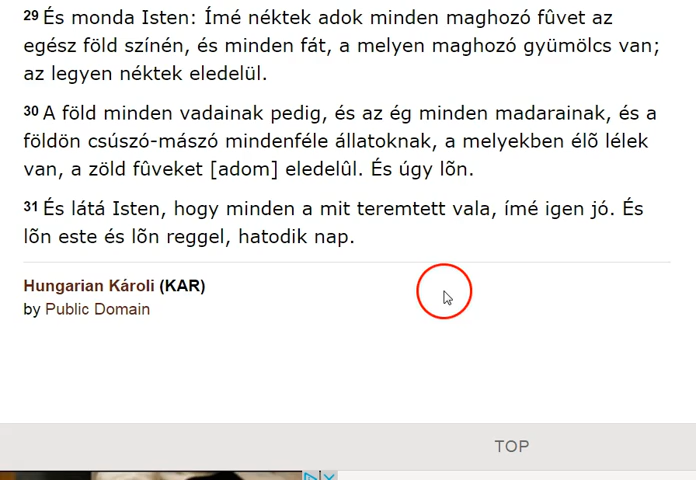 29 És monda Isten: Ímé néktek adok minden maghozó fûvet az
egész föld színén, és minden fát, a melyen maghozó gyümölcs van;
az legyen néktek eledelül.
30 A föld minden vadainak pedig, és az ég minden madarainak, és a
földön csúszó-mászó mindenféle állatoknak, a melyekben élõ lélek
van, a zöld fûveket [adom] eledelûl. És úgy lõn.
31 És látá Isten, hogy minden a mit teremtett vala, ímé igen jó. És
lõn este és lõn reggel, hatodik nap.
Hungarian Károli (KAR)
by Public Domain
TOP